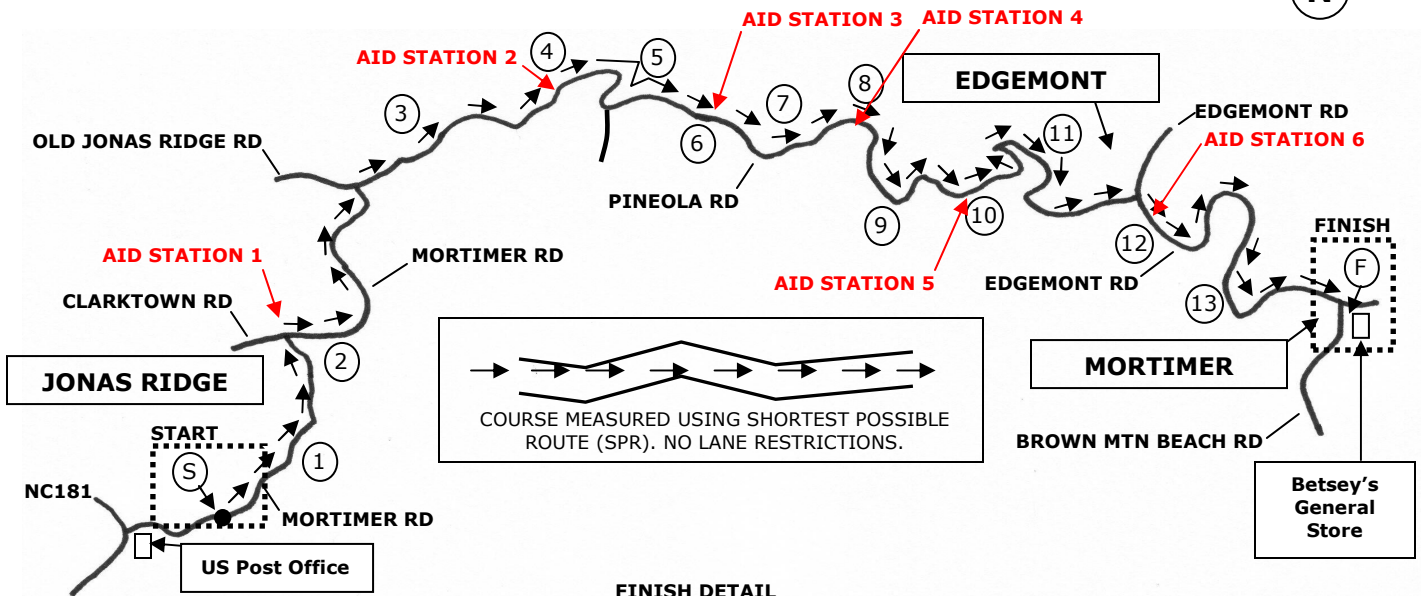 N
AID STATION 3
AID STATION 4
AID STATION 2
4
5
8
EDGEMONT
3
7
11
EDGEMONT RD
AID STATION 6
OLD JONAS RIDGE RD
6
PINEOLA RD
9
10
12
FINISH
AID STATION 1
MORTIMER RD
AID STATION 5
EDGEMONT RD
F
CLARKTOWN RD
13
2
JONAS RIDGE
MORTIMER
COURSE MEASURED USING SHORTEST POSSIBLE
ROUTE (SPR). NO LANE RESTRICTIONS.
START
S
1
BROWN MTN BEACH RD
NC181
MORTIMER RD
Betsey’s
General
Store
US Post Office
FINISH DETAIL